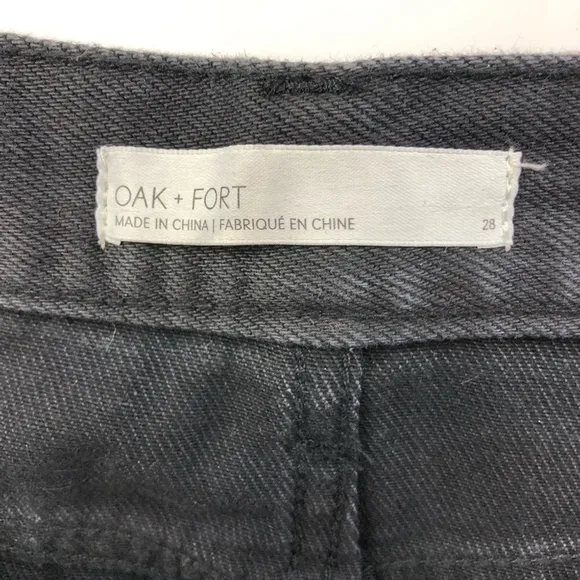 OAK + FORT
MADE IN CHINA | FABRIQUÉ EN CHINE 28